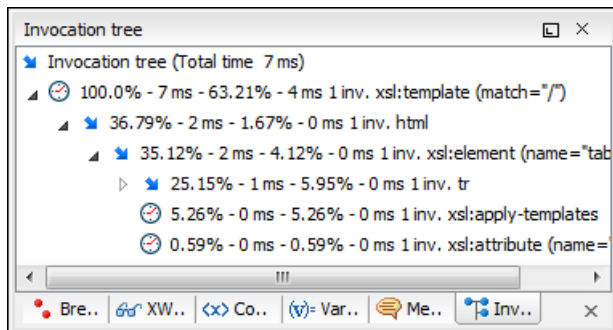 Invocation tree
Invocation tree (Total time 7 ms)
100.0% - 7 ms - 63.21% - 4 ms 1 inv. xsl:template (match="/")
36.79% - 2 ms - 1.67% - 0 ms 1 inv. html
35.12% - 2 ms - 4.12% - 0 ms 1 inv. xsl:element (name="tab
25.15% - 1 ms - 5.95% - 0 ms 1 inv. tr
5.26% - 0 ms - 5.26% - 0 ms 1 inv. xsl:apply-templates
0.59% - 0 ms - 0.59% - 0 ms 1 inv. xsl:attribute (name="
Bre.. XW.. <x> Co.. (v)= Var.. Me.. Inv..